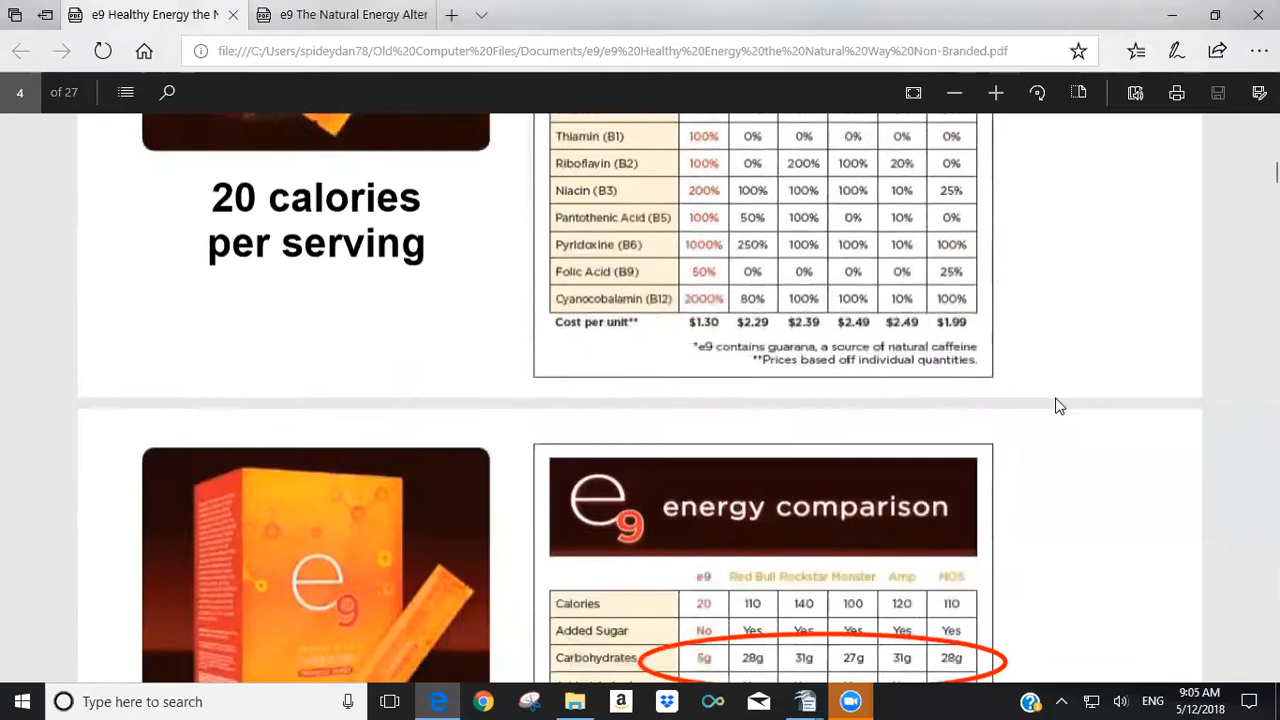 e9 Healthy Energy the N
e9 The Natural Energy Alter
file:///C:/Users/spideydan78/Old%20Computer%20Files/Documents/e9/e9%20Healthy%20Energy%20the%20Natural%20Way%20Non-Branded.pdf
4 of 27
20 calories
per serving
Thiamin (B1) 100% 0% 0% 0% 0% 0%
Riboflavin (B2) 100% 0% 200% 100% 20% 0%
Niacin (B3) 200% 100% 100% 100% 10% 25%
Pantothenic Acid (B5) 100% 50% 100% 0% 10% 0%
Pyridoxine (B6) 1000% 250% 100% 100% 10% 100%
Folic Acid (B9) 50% 0% 0% 0% 0% 25%
Cyanocobalamin (B12) 2000% 80% 100% 100% 10% 100%
Cost per unit** $1.30 $2.29 $2.39 $2.49 $2.49 $1.99
*e9 contains guarana, a source of natural caffeine
**Prices based off individual quantities.
e9
e9 energy comparison
e9 Red Bull Rockstar Monster Amp NOS
Calories 20 110 140 100 120 110
Added Sugar No Yes Yes Yes Yes Yes
Carbohydrates 5g 28g 31g 27g 31g 28g
Type here to search
ENG
9:05 AM
5/12/2018